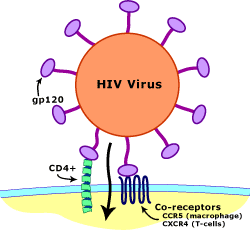 HIV Virus
gp120
CD4+
Co-receptors
CCR5 (macrophage)
CXCR4 (T-cells)